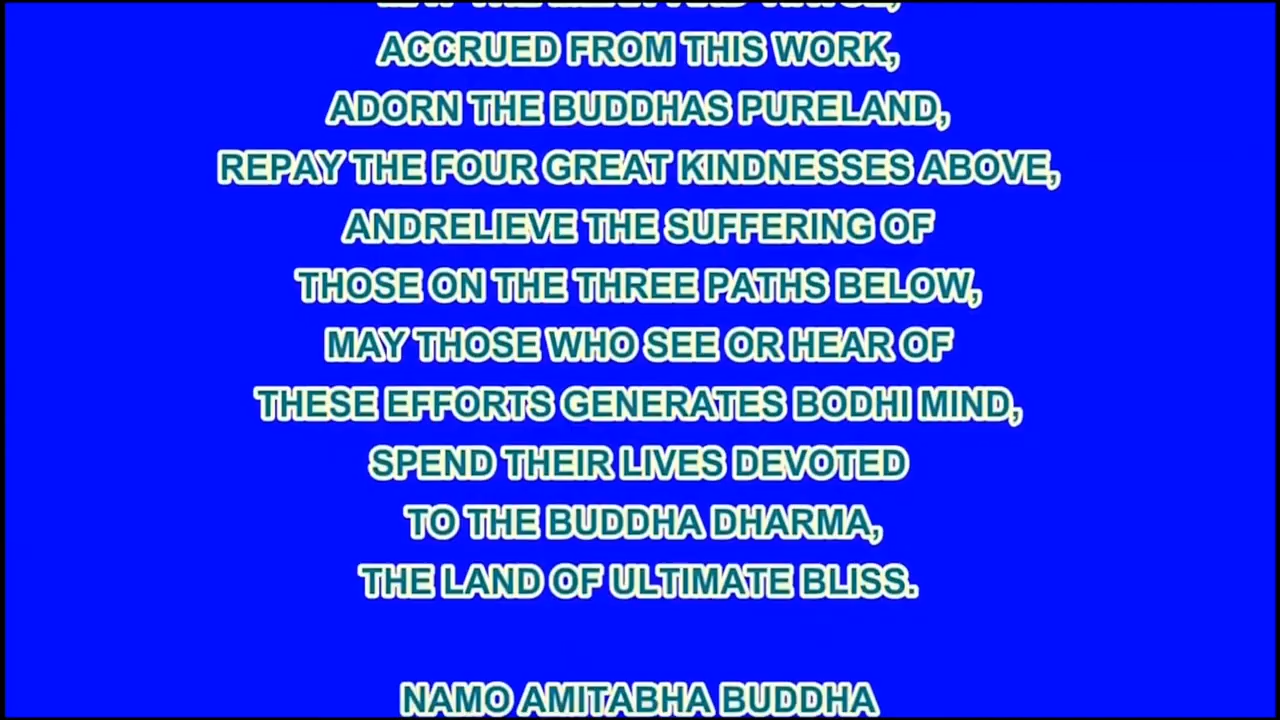 ACCRUED FROM THIS WORK,
ADORN THE BUDDHAS PURELAND,
REPAY THE FOUR GREAT KINDNESSES ABOVE,
ANDRELIEVE THE SUFFERING OF
THOSE ON THE THREE PATHS BELOW,
MAY THOSE WHO SEE OR HEAR OF
THESE EFFORTS GENERATES BODHI MIND,
SPEND THEIR LIVES DEVOTED
TO THE BUDDHA DHARMA,
THE LAND OF ULTIMATE BLISS.
NAMO AMITABHA BUDDHA